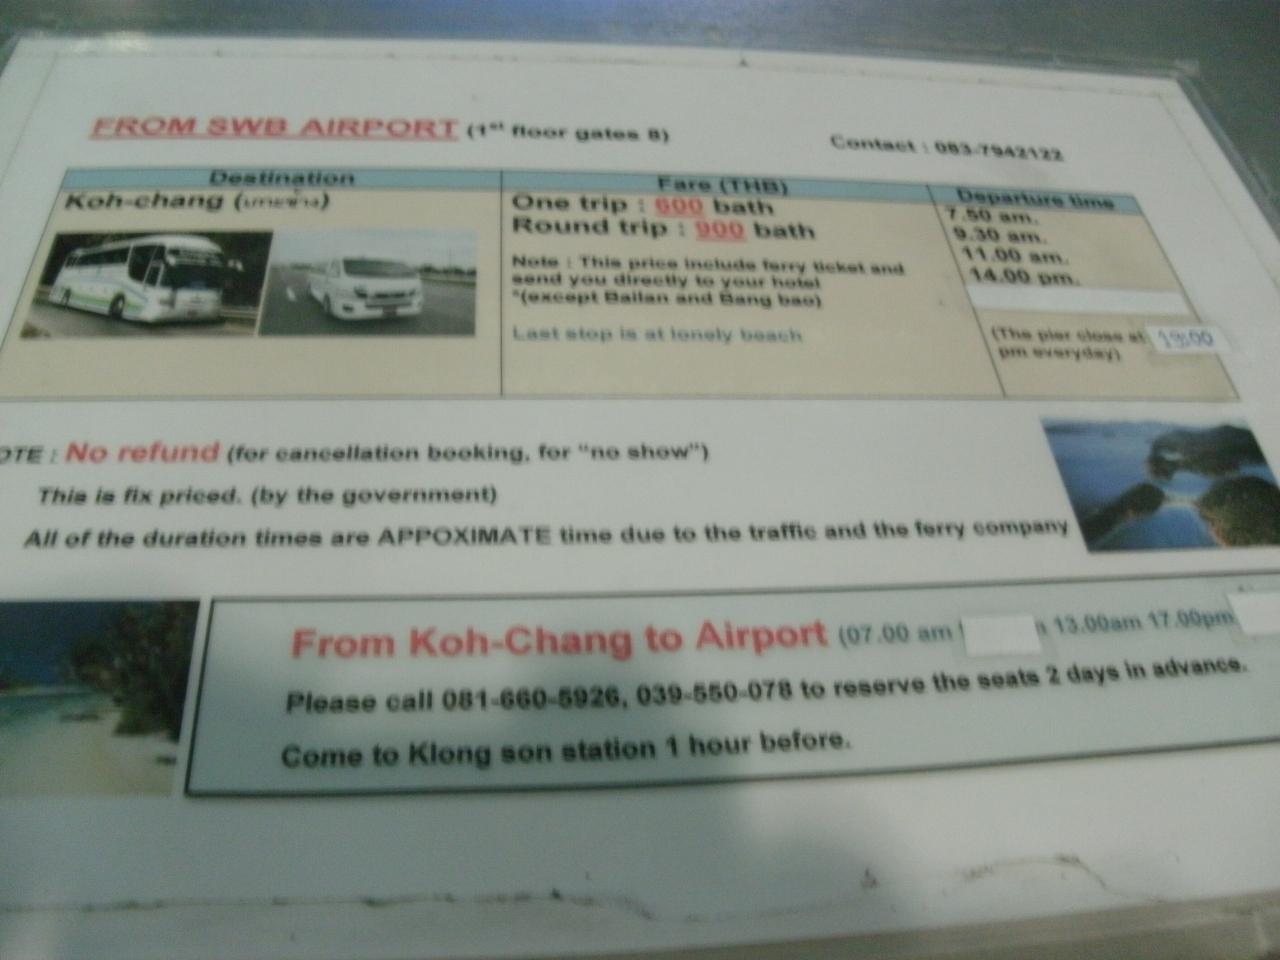 FROM SWB AIRPORT (1st floor gates 8)
Contact : 083-7942122
Destination
Fare (THB)
Departure time
Koh-chang (เกาะช้าง)
One trip : 600 bath
Round trip : 900 bath
Note : This price include ferry ticket and
send you directly to your hotel
*(except Bailan and Bang bao)
Last stop is at lonely beach
7.50 am.
9.30 am.
11.00 am.
14.00 pm.
(The pier close at 19:00
pm everyday)
OTE : No refund (for cancellation booking, for "no show")
This is fix priced. (by the government)
All of the duration times are APPOXIMATE time due to the traffic and the ferry company
From Koh-Chang to Airport (07.00 am 13.00am 17.00pm
Please call 081-660-5926, 039-550-078 to reserve the seats 2 days in advance.
Come to Klong son station 1 hour before.